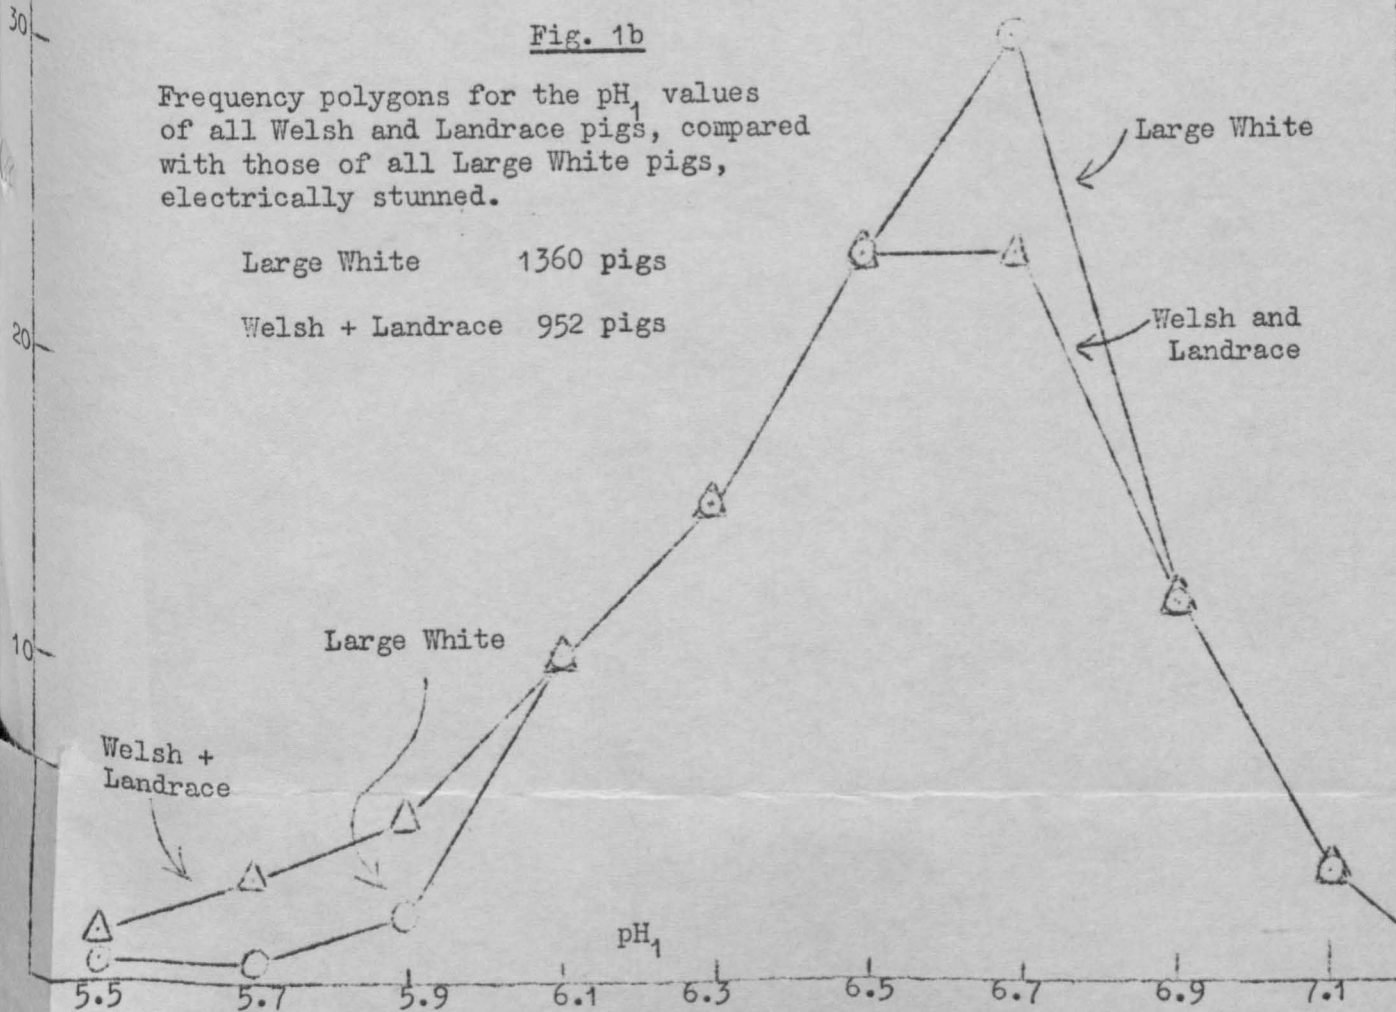 Fig. 1b
Frequency polygons for the pH₁ values
of all Welsh and Landrace pigs, compared
with those of all Large White pigs,
electrically stunned.
Large White 1360 pigs
Welsh + Landrace 952 pigs
30
20
10
Large White
Welsh and
Landrace
Large White
Welsh +
Landrace
pH₁
5.5 5.7 5.9 6.1 6.3 6.5 6.7 6.9 7.1